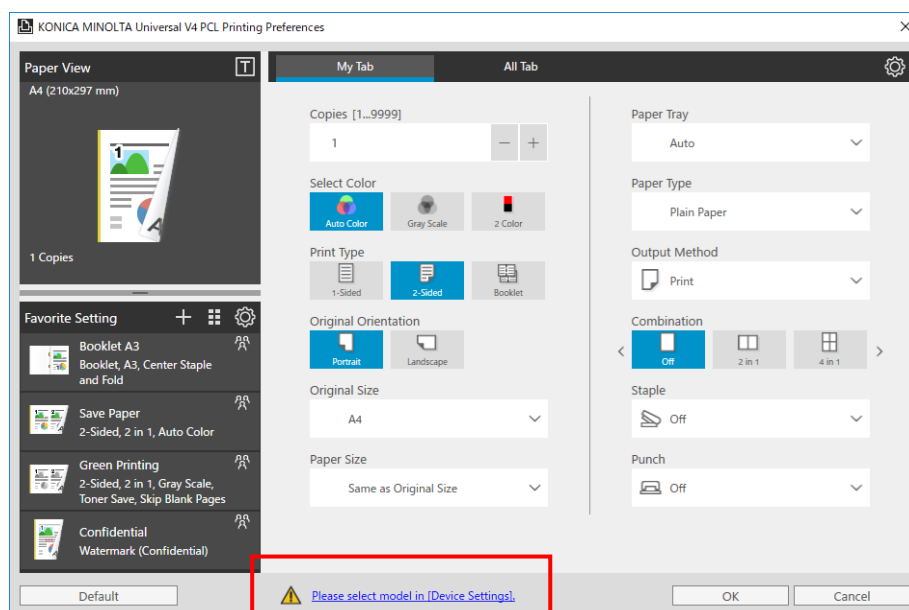 KONICA MINOLTA Universal V4 PCL Printing Preferences
Paper View
T
A4 (210x297 mm)
1
A
1 Copies
Favorite Setting
Booklet A3
Booklet, A3, Center Staple
and Fold
Save Paper
2-Sided, 2 in 1, Auto Color
Green Printing
2-Sided, 2 in 1, Gray Scale,
Toner Save, Skip Blank Pages
Confidential
Watermark (Confidential)
My Tab
All Tab
Copies [1...9999]
1
Select Color
Auto Color
Gray Scale
2 Color
Print Type
1-Sided
2-Sided
Booklet
Original Orientation
Portrait
Landscape
Original Size
A4
Paper Size
Same as Original Size
Paper Tray
Auto
Paper Type
Plain Paper
Output Method
Print
Combination
Off
2 in 1
4 in 1
Staple
Off
Punch
Off
Default
Please select model in [Device Settings].
OK
Cancel